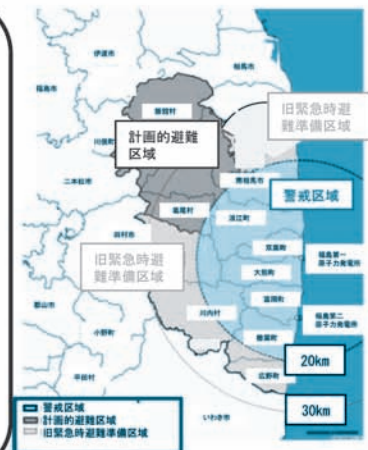 伊達市
相馬市
福島市
飯舘村
旧緊急時避
難準備区域
計画的避難
区域
川俣町
南相馬市
二本松市
警戒区域
葛尾村
浪江町
田村市
双葉町
福島第一
原子力発電所
旧緊急時避
難準備区域
大熊町
郡山市
富岡町
川内村
福島第二
原子力発電所
小野町
楢葉町
20km
平田村
広野町
30km
いわき市
警戒区域
計画的避難区域
旧緊急時避難準備区域